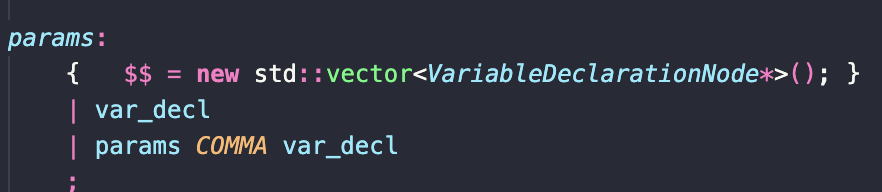 params:
{   $$ = new std::vector<VariableDeclarationNode*>(); }
| var_decl
| params COMMA var_decl
;